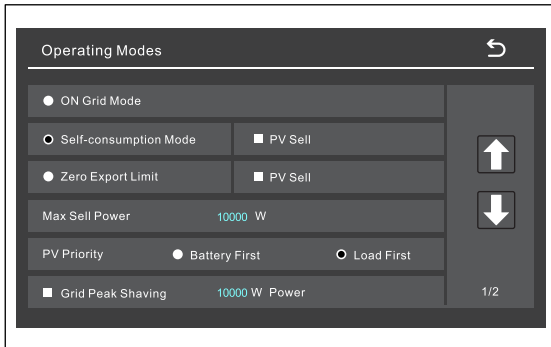 Operating Modes
ON Grid Mode
Self-consumption Mode PV Sell
Zero Export Limit PV Sell
Max Sell Power 10000 W
PV Priority Battery First Load First
Grid Peak Shaving 10000 W Power 1/2